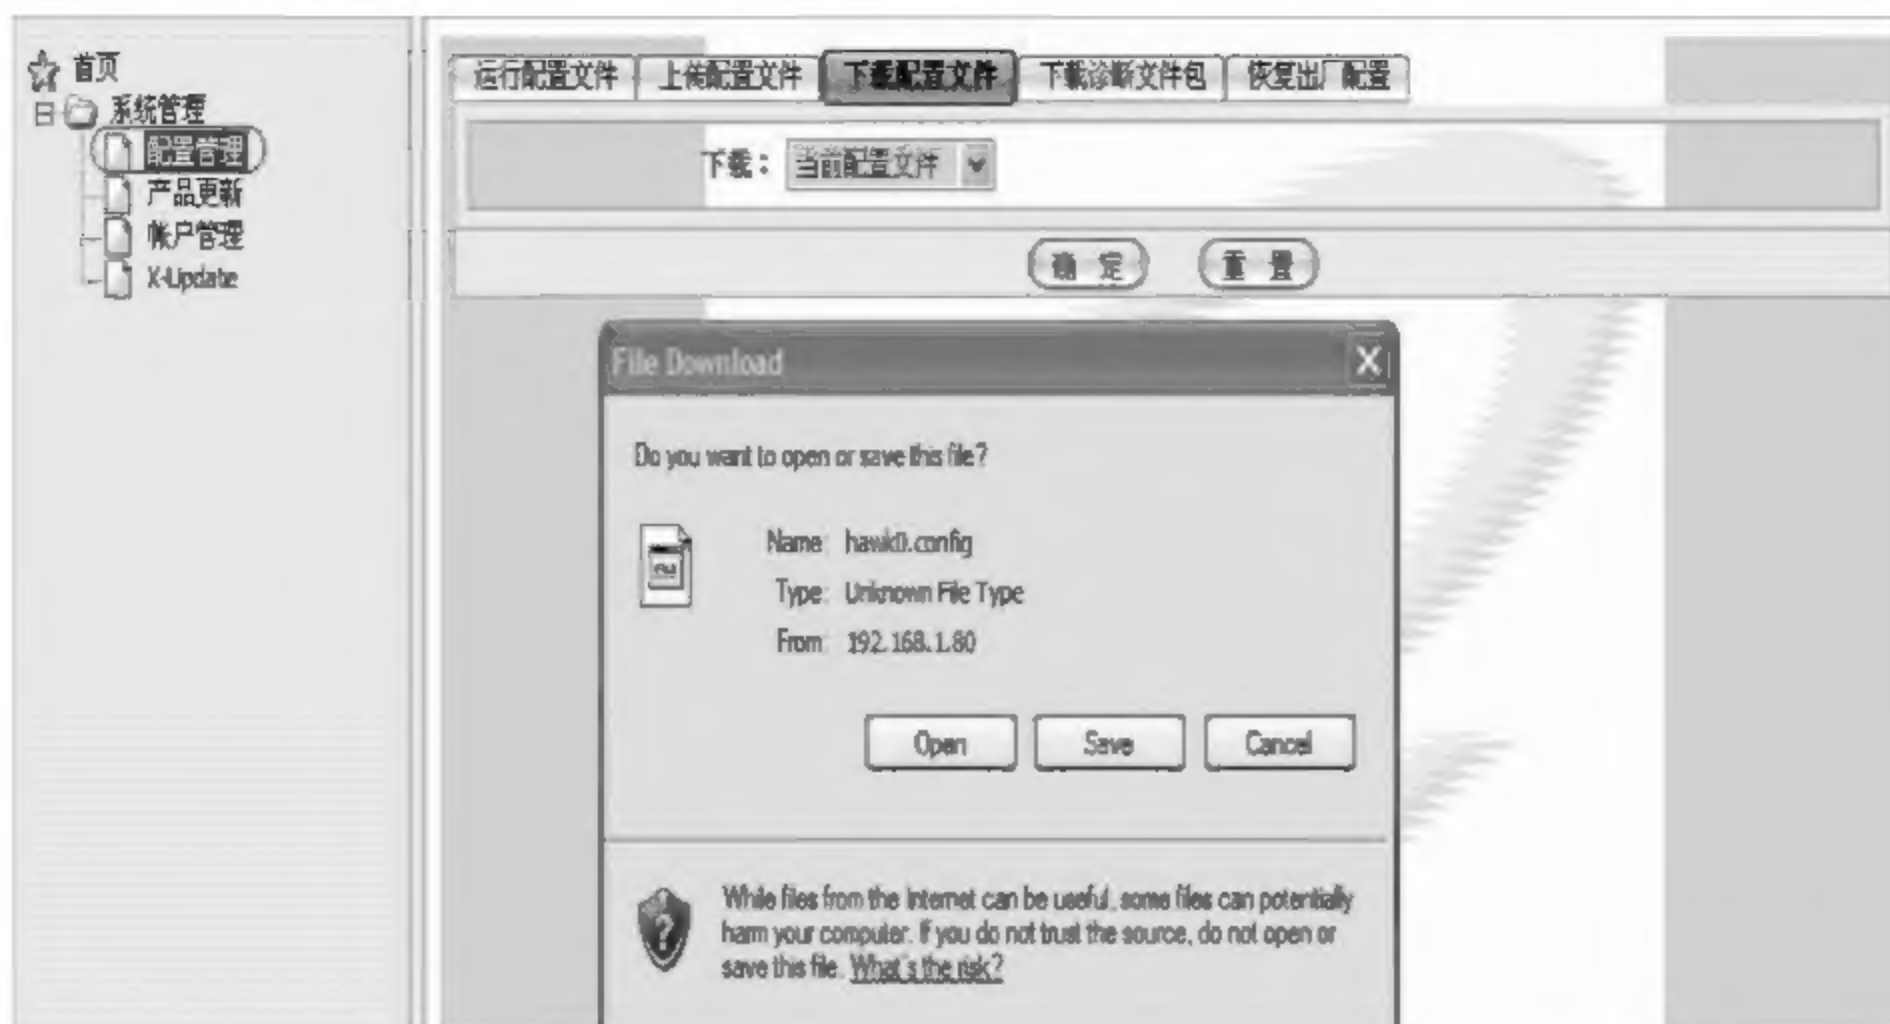 首页
系统管理
配置管理
产品更新
帐户管理
X-Update
运行配置文件 上传配置文件 下载配置文件 下载诊断文件包 恢复出厂配置
下载： 当前配置文件
确 定 重 置
File Download
Do you want to open or save this file?
Name: hawk0.config
Type: Unknown File Type
From: 192.168.1.80
Open Save Cancel
While files from the Internet can be useful, some files can potentially
harm your computer. If you do not trust the source, do not open or
save this file. What's the risk?